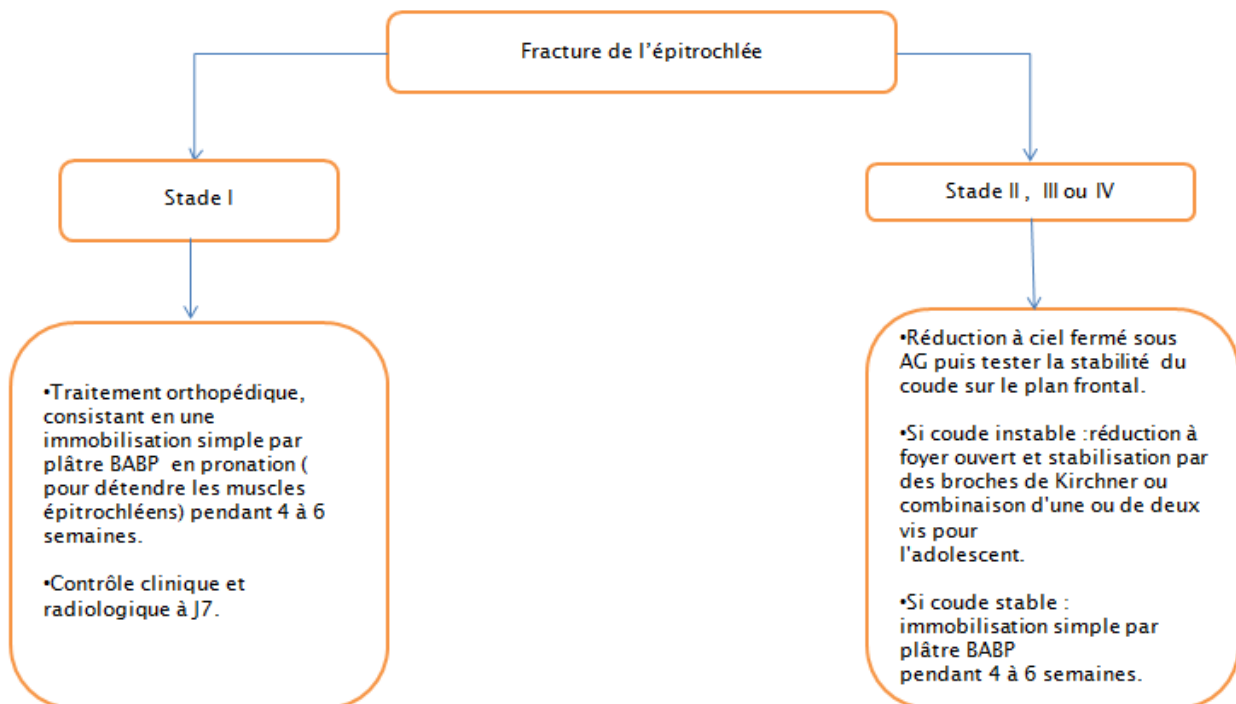 Fracture de l'épitrochlée
Stade I
Stade II , III ou IV
•Traitement orthopédique,
consistant en une
immobilisation simple par
plâtre BABP en pronation (
pour détendre les muscles
épitrochléens) pendant 4 à 6
semaines.
•Contrôle clinique et
radiologique à J7.
•Réduction à ciel fermé sous
AG puis tester la stabilité du
coude sur le plan frontal.
•Si coude instable :réduction à
foyer ouvert et stabilisation par
des broches de Kirchner ou
combinaison d'une ou de deux
vis pour
l'adolescent.
•Si coude stable :
immobilisation simple par
plâtre BABP
pendant 4 à 6 semaines.